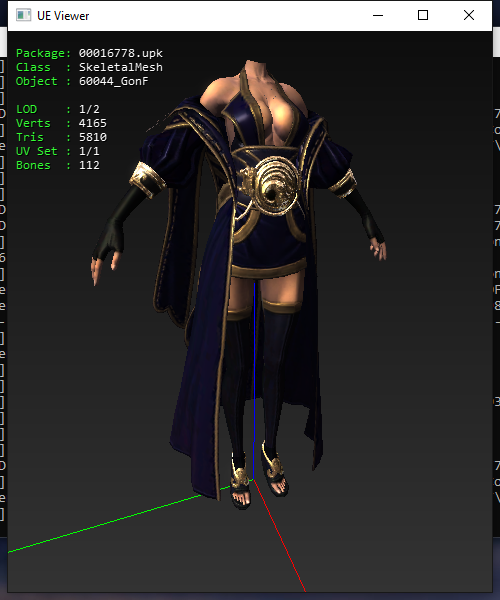 UE Viewer
Package: 00016778.upk
Class : SkeletalMesh
Object : 60044_GonF
LOD : 1/2
Verts : 4165
Tris : 5810
UV Set : 1/1
Bones : 112